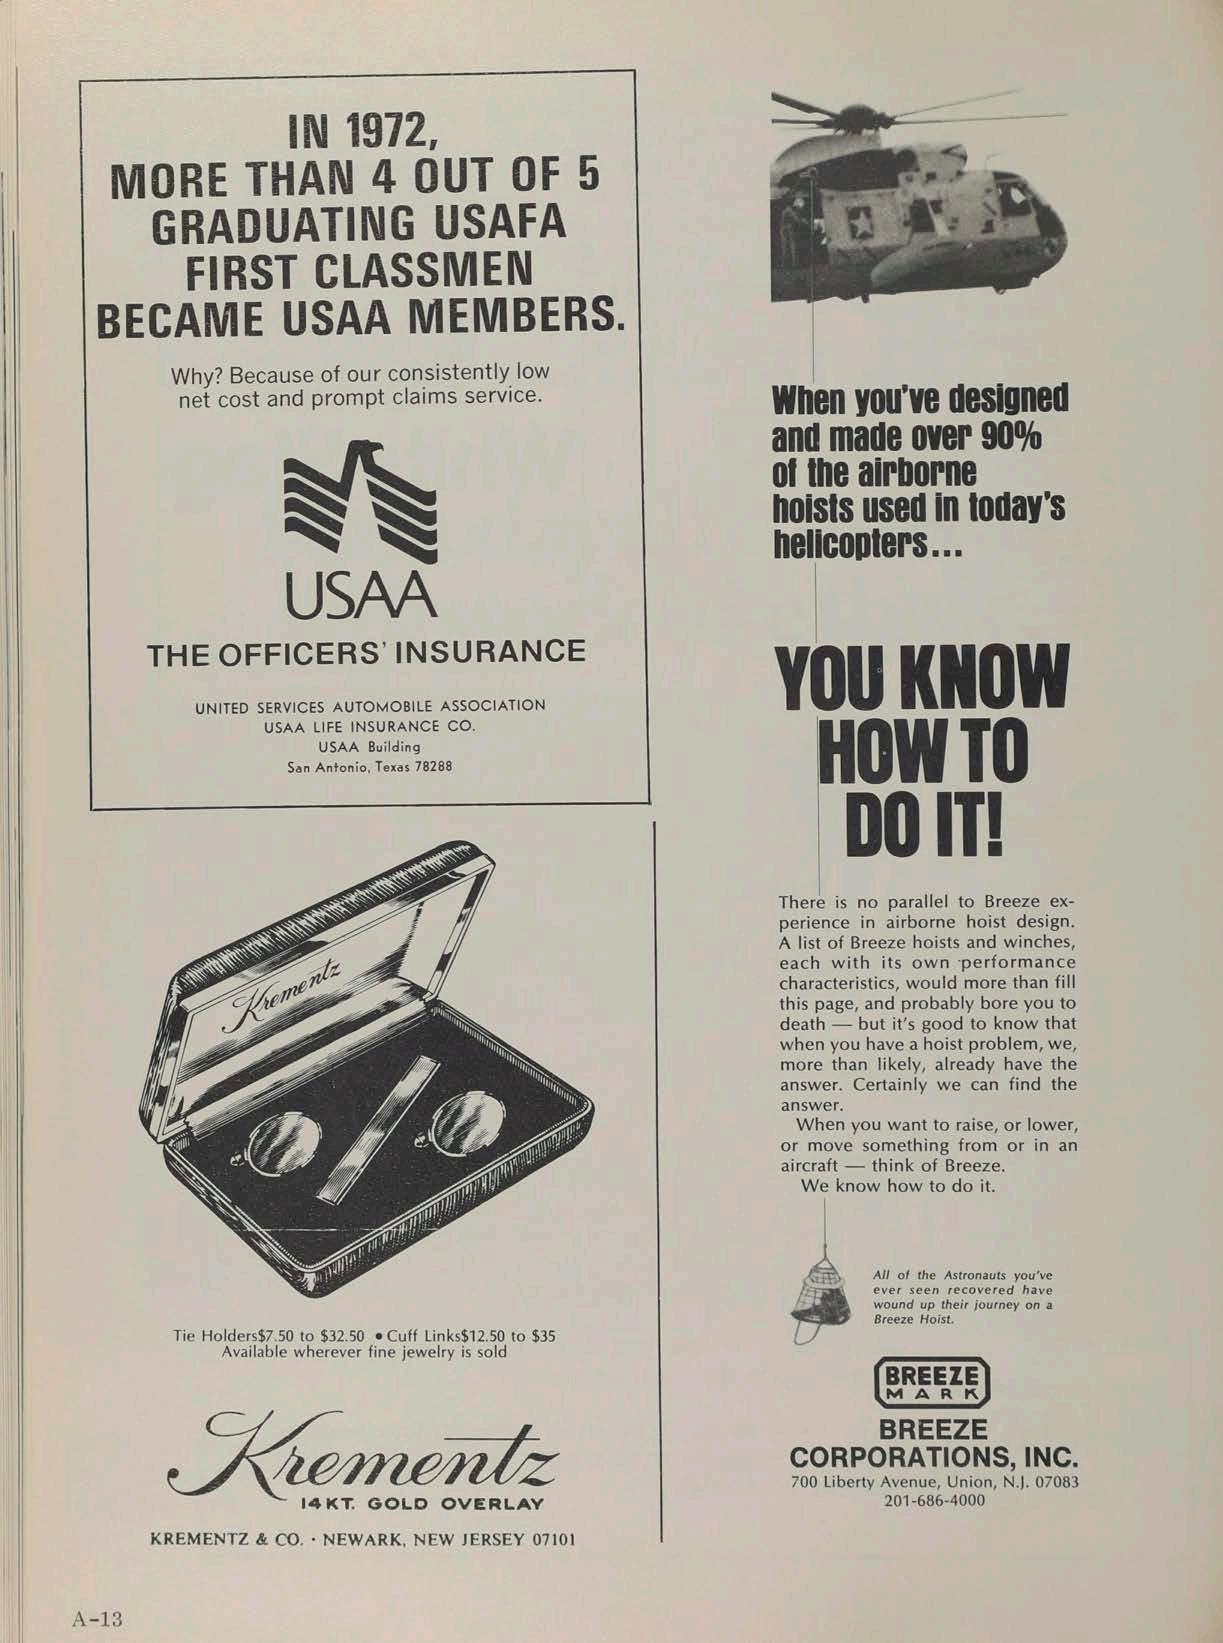 IN 1972,
MORE THAN 4 OUT OF 5
GRADUATING USAFA
FIRST CLASSMEN
BECAME USAA MEMBERS.
Why? Because of our consistently low
net cost and prompt claims service.
USAA
THE OFFICERS' INSURANCE
UNITED SERVICES AUTOMOBILE ASSOCIATION
USAA LIFE INSURANCE CO.
USAA Building
San Antonio, Texas 78288
Krementz
Tie Holders$7.50 to $32.50 • Cuff Links$12.50 to $35
Available wherever fine jewelry is sold
Krementz
14 KT. GOLD OVERLAY
KREMENTZ & CO. · NEWARK, NEW JERSEY 07101
When you've designed
and made over 90%
of the airborne
hoists used in today's
helicopters...
YOU KNOW
HOW TO
DO IT!
There is no parallel to Breeze ex-
perience in airborne hoist design.
A list of Breeze hoists and winches,
each with its own performance
characteristics, would more than fill
this page, and probably bore you to
death — but it's good to know that
when you have a hoist problem, we,
more than likely, already have the
answer. Certainly we can find the
answer.
When you want to raise, or lower,
or move something from or in an
aircraft — think of Breeze.
We know how to do it.
All of the Astronauts you've
ever seen recovered have
wound up their journey on a
Breeze Hoist.
BREEZE
MARK
BREEZE
CORPORATIONS, INC.
700 Liberty Avenue, Union, N.J. 07083
201-686-4000
A-13